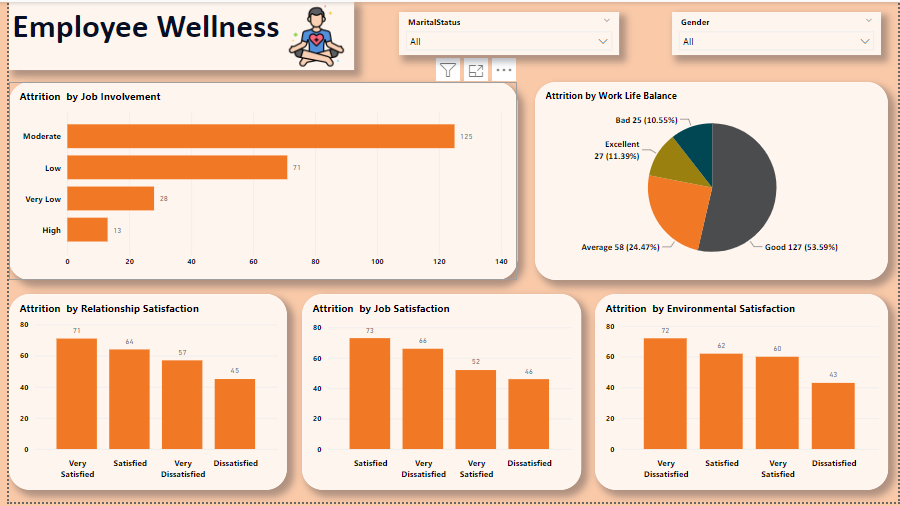 Employee Wellness
MaritalStatus
All
Gender
All
Attrition by Job Involvement
Moderate
125
Low
71
Very Low
28
High
13
0 20 40 60 80 100 120 140
Attrition by Work Life Balance
Bad 25 (10.55%)
Excellent
27 (11.39%)
Average 58 (24.47%)
Good 127 (53.59%)
Attrition by Relationship Satisfaction
80
60
40
20
0
71
64
57
45
Very
Satisfied
Satisfied
Very
Dissatisfied
Dissatisfied
Attrition by Job Satisfaction
80
60
40
20
0
73
66
52
46
Satisfied
Very
Dissatisfied
Very
Satisfied
Dissatisfied
Attrition by Environmental Satisfaction
80
60
40
20
0
72
62
60
43
Very
Dissatisfied
Satisfied
Very
Satisfied
Dissatisfied